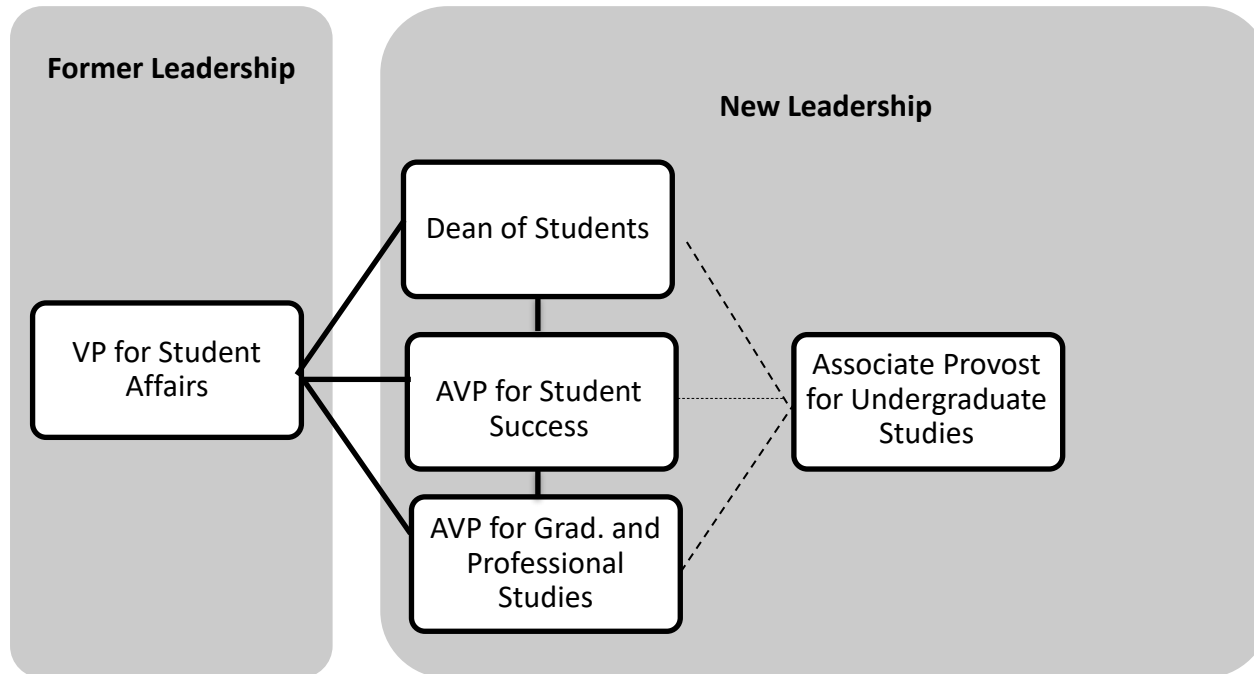 Former Leadership
New Leadership
Dean of Students
VP for Student
Affairs
AVP for Student
Success
Associate Provost
for Undergraduate
Studies
AVP for Grad. and
Professional
Studies